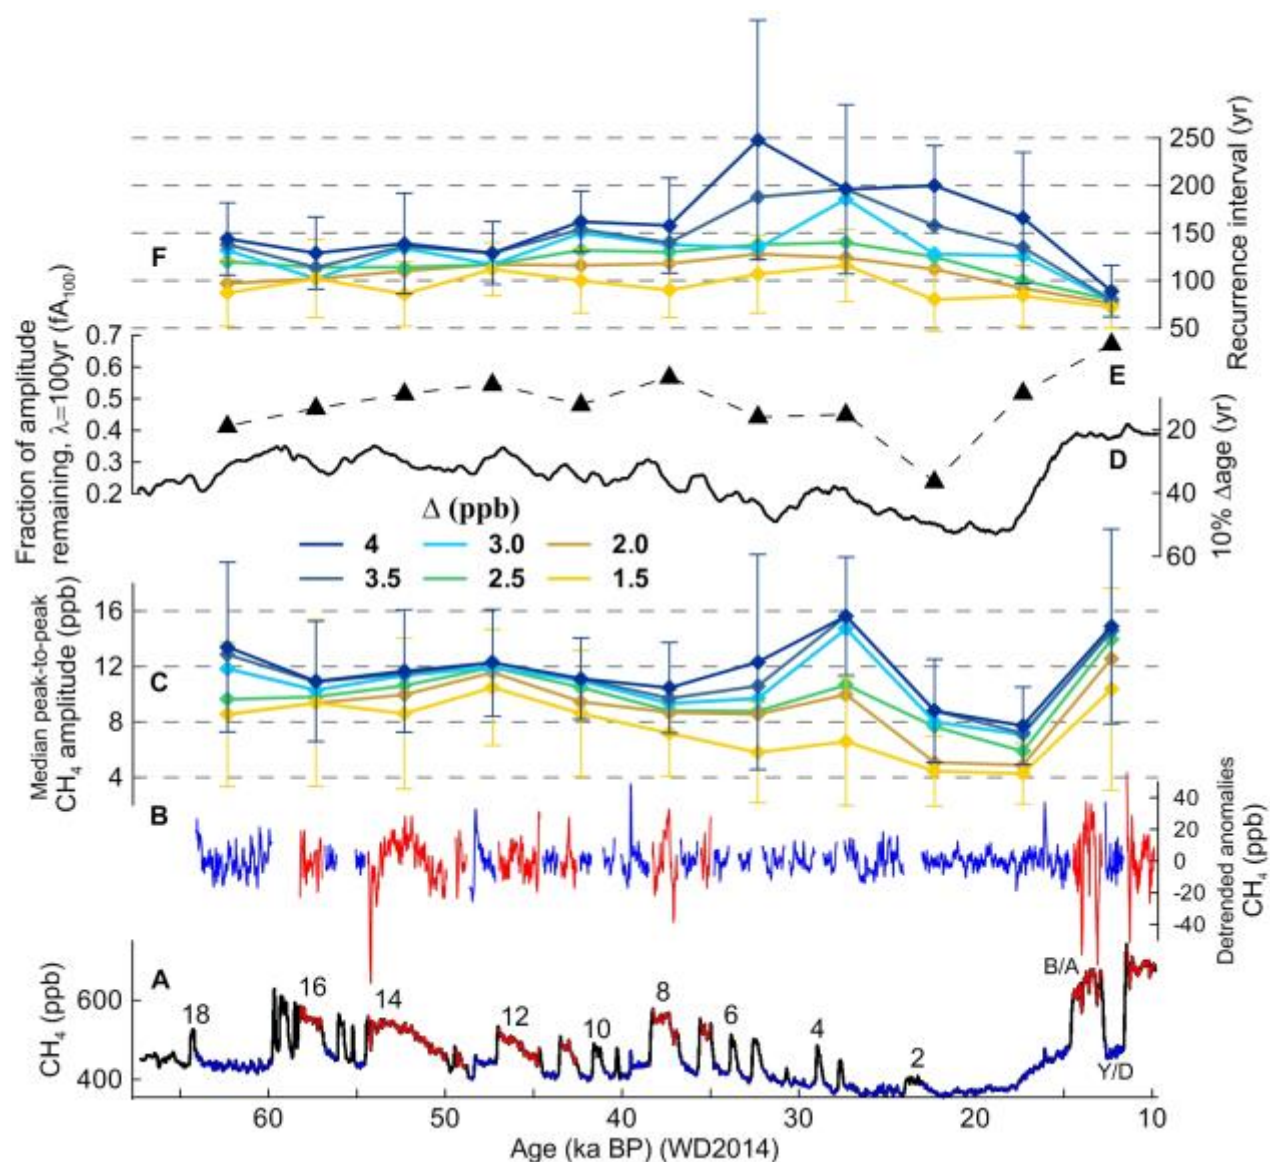 250
200
150
100
50
Recurrence interval (yr)
F
0.7
0.6
0.5
0.4
0.3
0.2
Fraction of amplitude
remaining, λ=100yr (fA100)
E
20
40
60
10% Δage (yr)
D
Δ (ppb)
4 3.0 2.0
3.5 2.5 1.5
16
12
8
4
Median peak-to-peak
CH4 amplitude (ppb)
C
B
40
20
0
-20
-40
Detrended anomalies
CH4 (ppb)
A
600
400
CH4 (ppb)
18 16 14 12 10 8 6 4 2
B/A
Y/D
60 50 40 30 20 10
Age (ka BP) (WD2014)